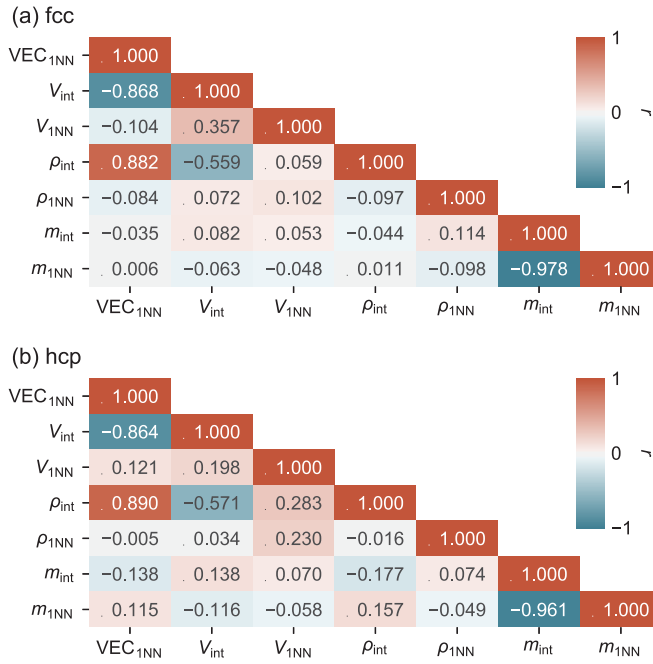 (a) fcc
VEC1NN 1.000
Vint −0.868 1.000
V1NN −0.104 0.357 1.000
ρint 0.882 −0.559 0.059 1.000
ρ1NN −0.084 0.072 0.102 −0.097 1.000
mint −0.035 0.082 0.053 −0.044 0.114 1.000
m1NN 0.006 −0.063 −0.048 0.011 −0.098 −0.978 1.000
VEC1NN Vint V1NN ρint ρ1NN mint m1NN
1
0
−1
r
(b) hcp
VEC1NN 1.000
Vint −0.864 1.000
V1NN 0.121 0.198 1.000
ρint 0.890 −0.571 0.283 1.000
ρ1NN −0.005 0.034 0.230 −0.016 1.000
mint −0.138 0.138 0.070 −0.177 0.074 1.000
m1NN 0.115 −0.116 −0.058 0.157 −0.049 −0.961 1.000
VEC1NN Vint V1NN ρint ρ1NN mint m1NN
1
0
−1
r